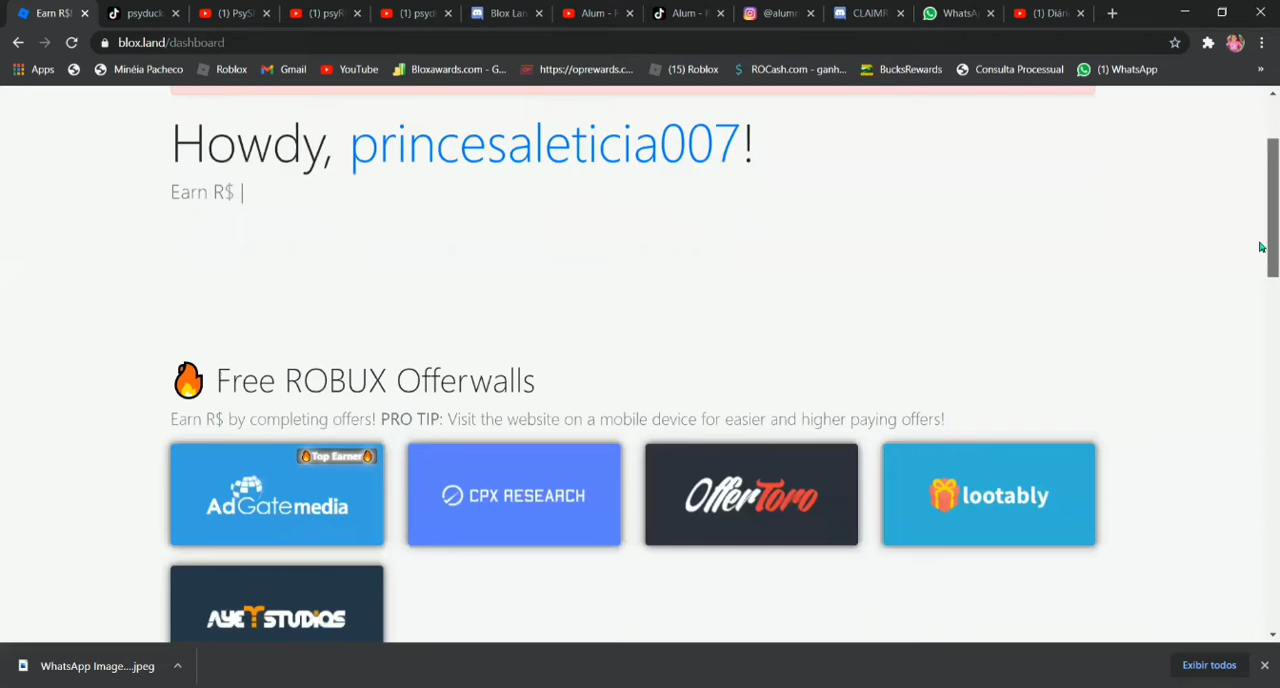 Earn R$!
psyduck
(1) PsyS
(1) psyR
(1) psyd
Blox Lan
Alum - F
Alum - F
@alumn
CLAIMR
WhatsA
(1) Diári
blox.land/dashboard
Apps
Minéia Pacheco
Roblox
Gmail
YouTube
Bloxawards.com - G...
https://oprewards.c...
(15) Roblox
ROCash.com - ganh...
BucksRewards
Consulta Processual
(1) WhatsApp
»
Howdy, princesaleticia007!
Earn R$ |
Free ROBUX Offerwalls
Earn R$ by completing offers! PRO TIP: Visit the website on a mobile device for easier and higher paying offers!
Top Earner
AdGatemedia
CPX RESEARCH
OfferToro
lootably
AYET STUDIOS
WhatsApp Image....jpeg
Exibir todos